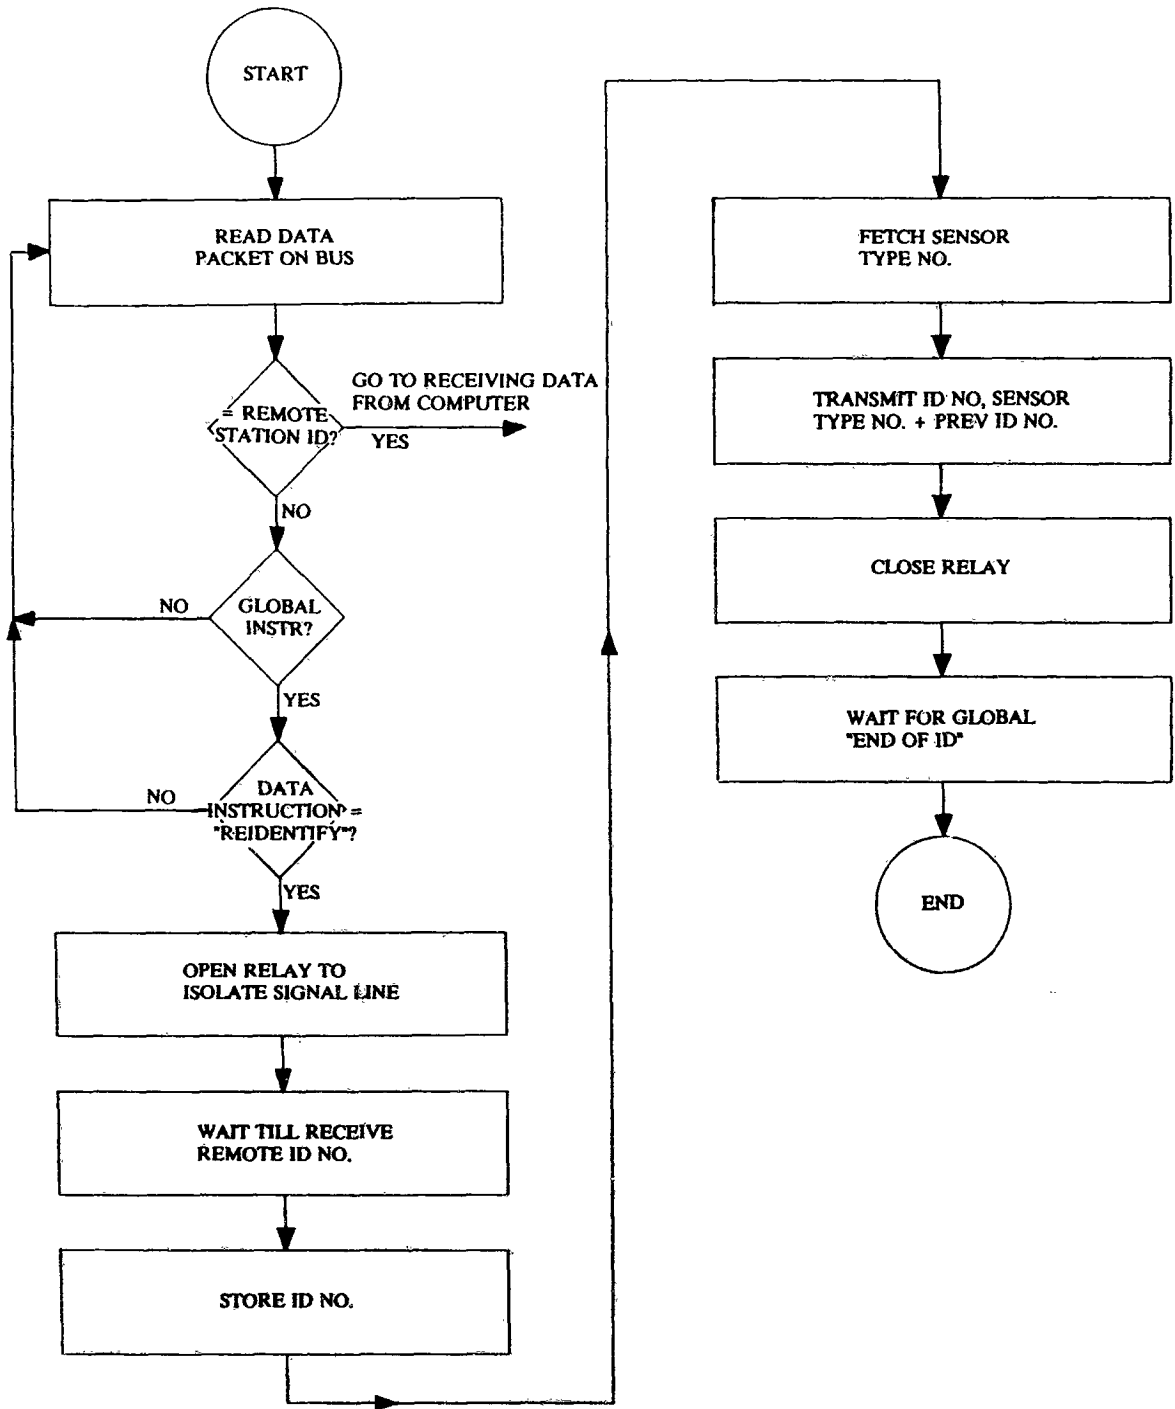 START
READ DATA
PACKET ON BUS
GO TO RECEIVING DATA
FROM COMPUTER
= REMOTE
STATION ID?
YES
NO
GLOBAL
INSTR?
NO
YES
DATA
INSTRUCTION =
"REIDENTIFY"?
NO
YES
OPEN RELAY TO
ISOLATE SIGNAL LINE
WAIT TILL RECEIVE
REMOTE ID NO.
STORE ID NO.
FETCH SENSOR
TYPE NO.
TRANSMIT ID NO, SENSOR
TYPE NO. + PREV ID NO.
CLOSE RELAY
WAIT FOR GLOBAL
"END OF ID"
END